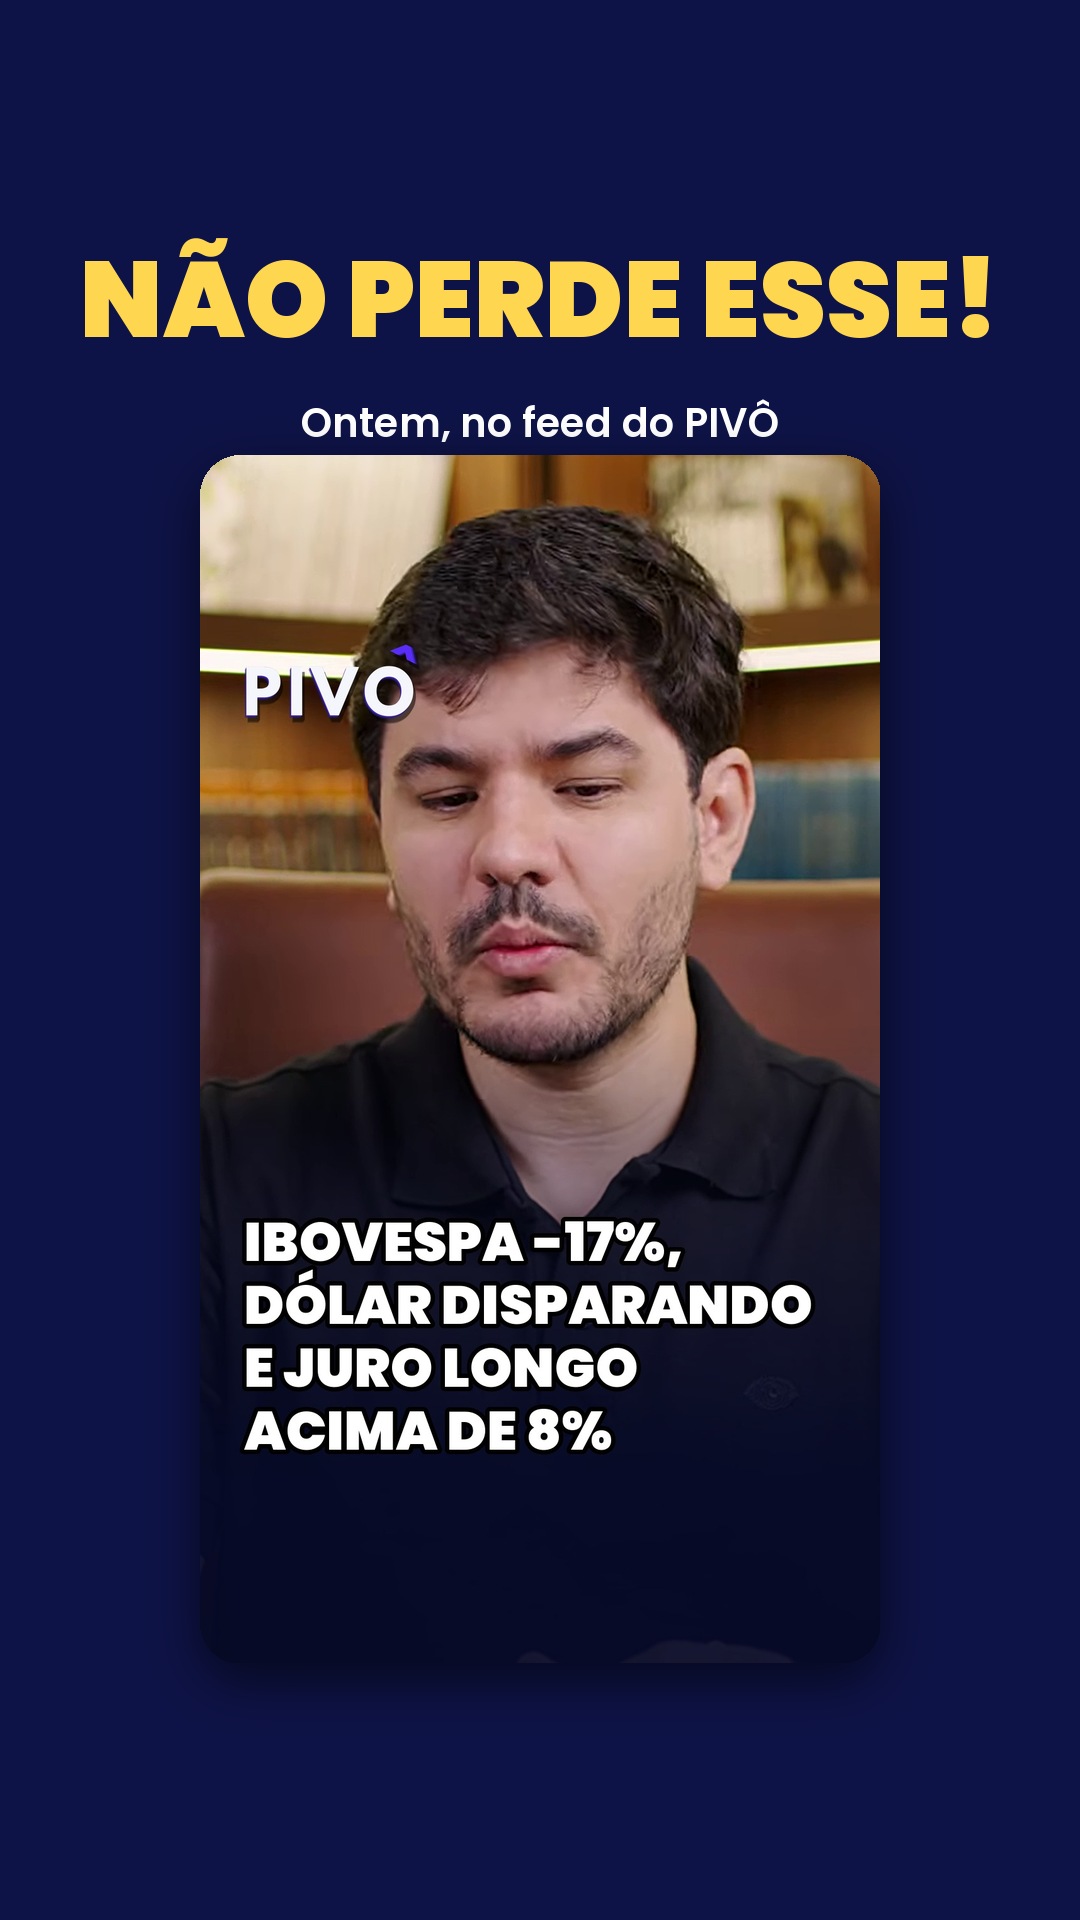 NÃO PERDE ESSE!
Ontem, no feed do PIVÔ
PIVÔ
IBOVESPA -17%,
DÓLAR DISPARANDO
E JURO LONGO
ACIMA DE 8%